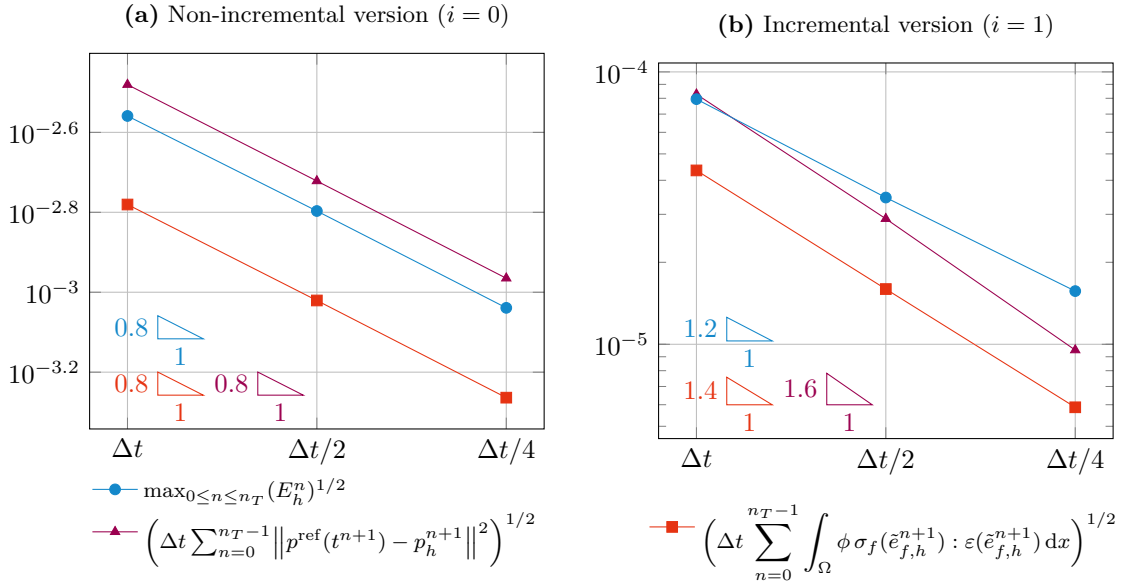 (a) Non-incremental version (i = 0)
10^{-2.6}
10^{-2.8}
10^{-3}
10^{-3.2}
0.8
1
0.8
1
0.8
1
Δt
Δt/2
Δt/4
(b) Incremental version (i = 1)
10^{-4}
10^{-5}
1.2
1
1.4
1
1.6
1
Δt
Δt/2
Δt/4
max_{0≤n≤n_T}(E_h^n)^{1/2}
(Δt ∑_{n=0}^{n_T−1} ‖p^{ref}(t^{n+1}) − p_h^{n+1}‖^2)^{1/2}
(Δt ∑_{n=0}^{n_T−1} ∫_Ω ϕ σ_f(ẽ_{f,h}^{n+1}) : ε(ẽ_{f,h}^{n+1}) dx)^{1/2}